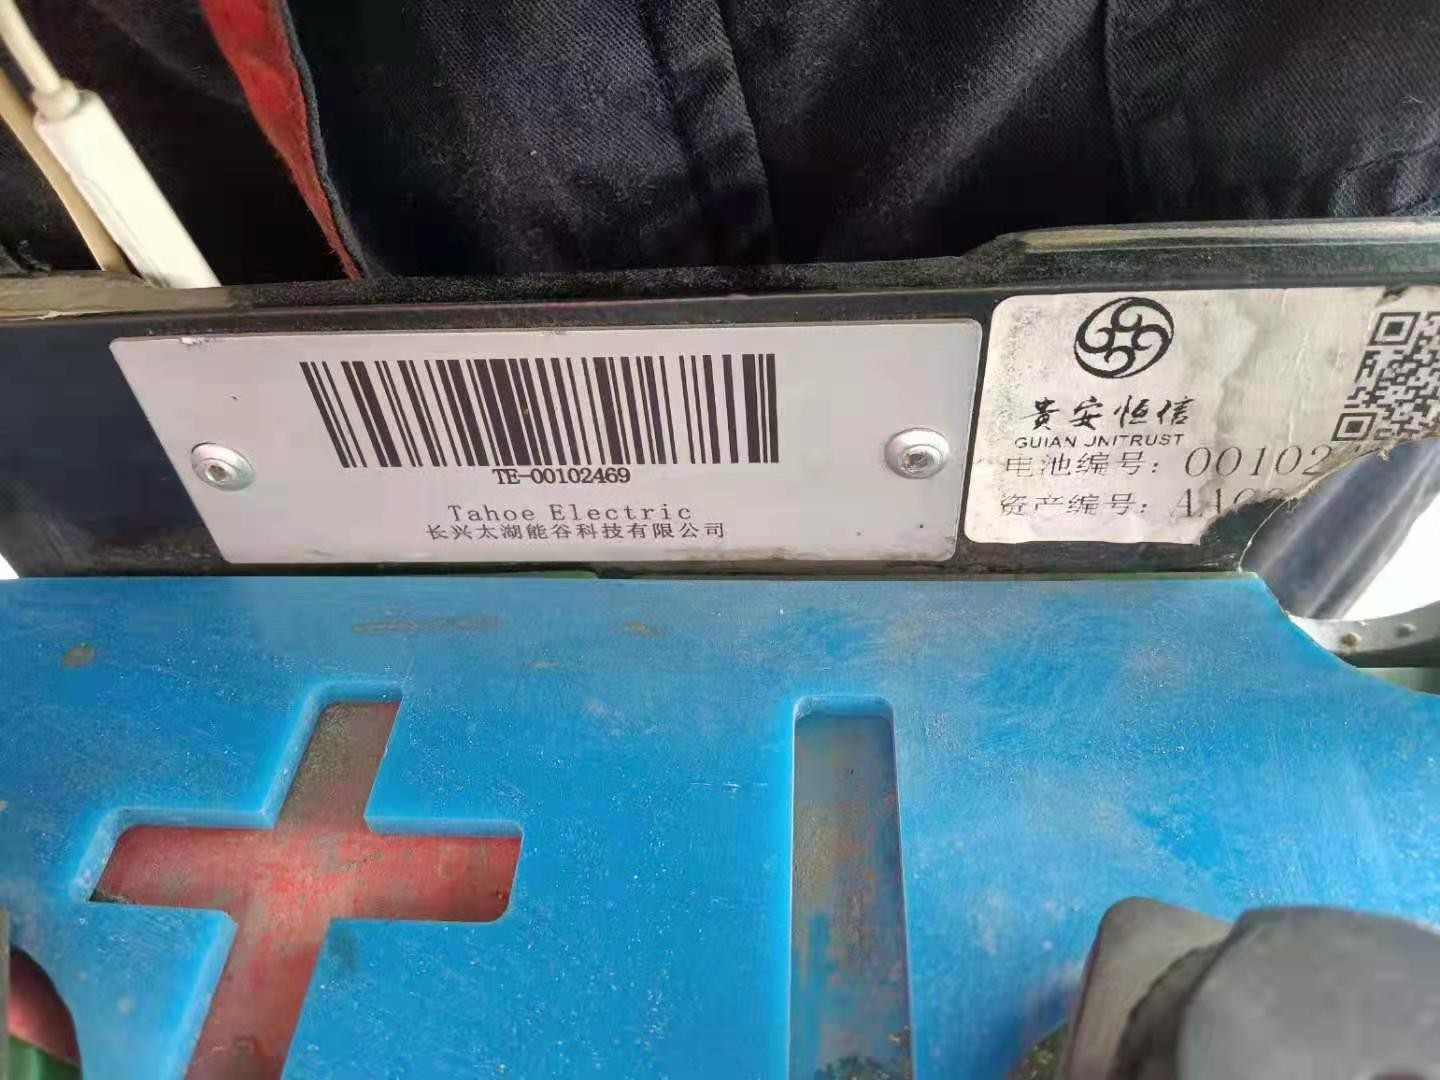 TE-00102469
Tahoe Electric
长兴太湖能谷科技有限公司
贵安恒信
GUIAN JNITRUST
电池编号：00102
资产编号：AA